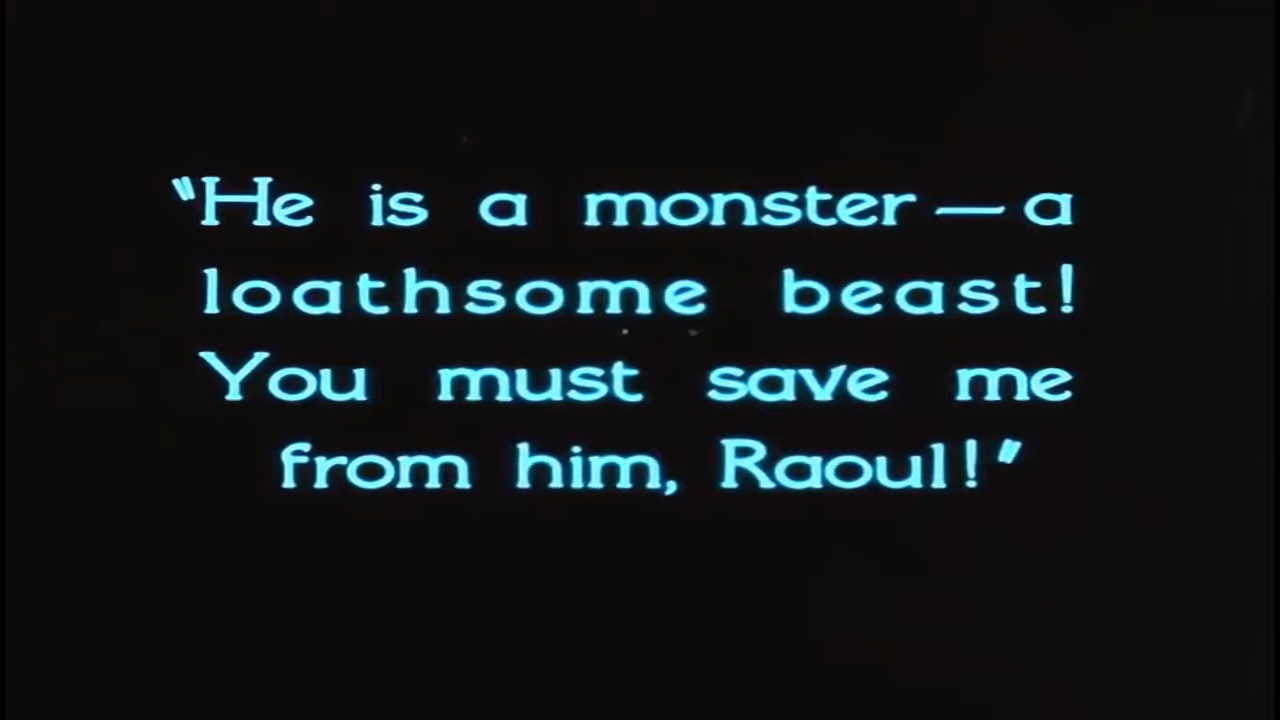 "He is a monster—a
loathsome beast!
You must save me
from him, Raoul!"